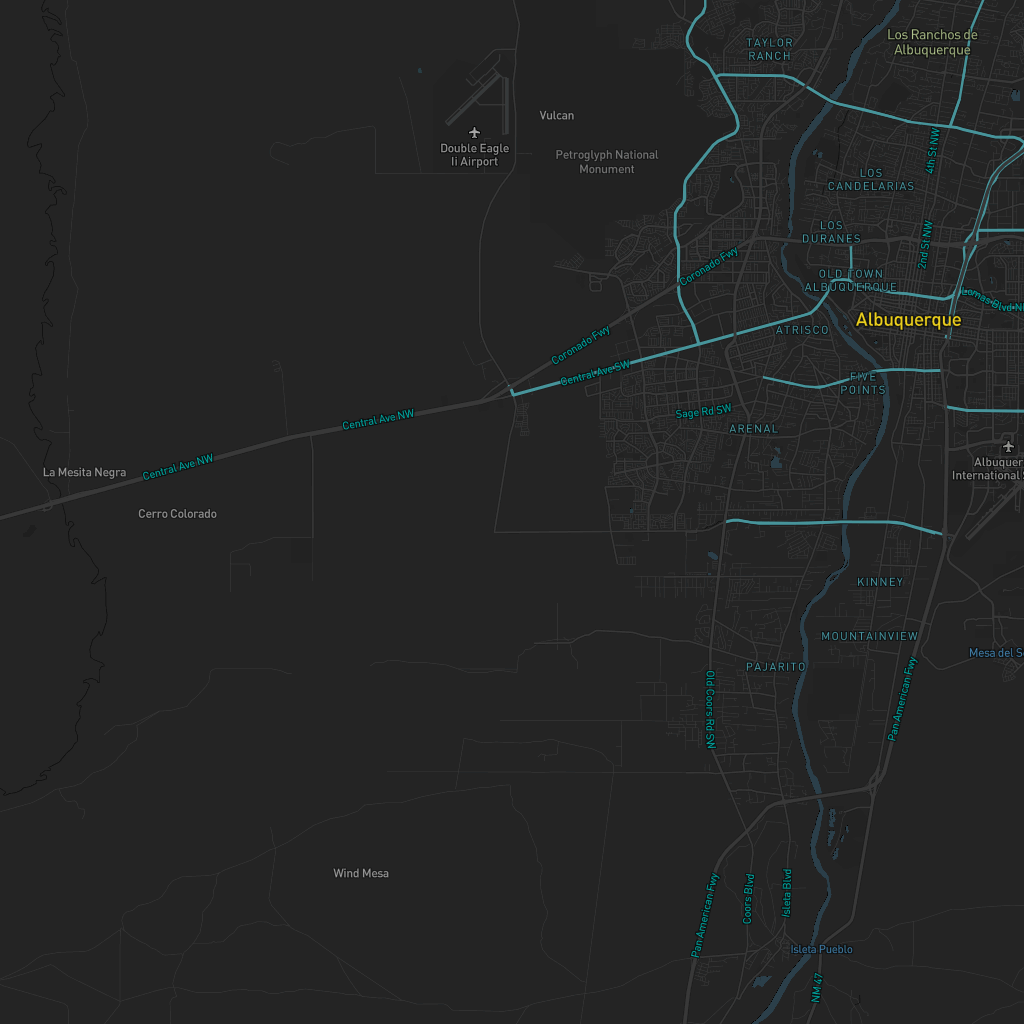 Los Ranchos de
Albuquerque
TAYLOR
RANCH
Vulcan
Double Eagle
Ii Airport
Petroglyph National
Monument
4th St NW
LOS
CANDELARIAS
LOS
DURANES
2nd St NW
Coronado Fwy
OLD TOWN
ALBUQUERQUE
Lomas Blvd NE
Albuquerque
ATRISCO
Coronado Fwy
Central Ave SW
FIVE
POINTS
Sage Rd SW
Central Ave NW
ARENAL
Central Ave NW
La Mesita Negra
Albuquer
International S
Cerro Colorado
KINNEY
MOUNTAINVIEW
Mesa del So
PAJARITO
Old Coors Rd SW
Pan American Fwy
Wind Mesa
Pan American Fwy
Coors Blvd
Isleta Blvd
Isleta Pueblo
NM 47